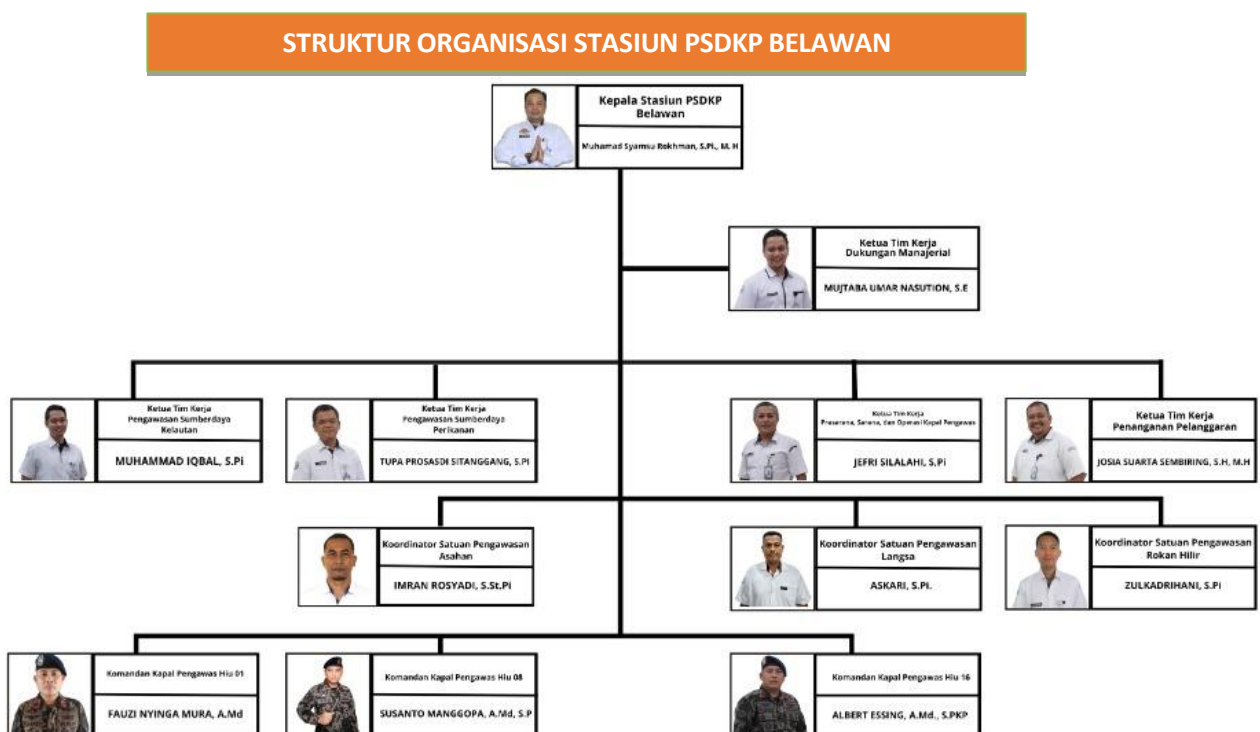 STRUKTUR ORGANISASI STASIUN PSDKP BELAWAN
Kepala Stasiun PSDKP
Belawan
Muhamad Syamsu Rokhman, S.Pi., M. H
Ketua Tim Kerja
Dukungan Manajerial
MUJTABA UMAR NASUTION, S.E
Ketua Tim Kerja
Pengawasan Sumberdaya
Kelautan
MUHAMMAD IQBAL, S.Pi
Ketua Tim Kerja
Pengawasan Sumberdaya
Perikanan
TUPA PROSASDI SITANGGANG, S.PI
Ketua Tim Kerja
Prasarana, Sarana, dan Operasi Kapal Pengawas
JEFRI SILALAHI, S,Pi
Ketua Tim Kerja
Penanganan Pelanggaran
JOSIA SUARTA SEMBIRING, S.H, M.H
Koordinator Satuan Pengawasan
Asahan
IMRAN ROSYADI, S.St.Pi
Koordinator Satuan Pengawasan
Langsa
ASKARI, S.Pi.
Koordinator Satuan Pengawasan
Rokan Hilir
ZULKADRIHANI, S.Pi
Komandan Kapal Pengawas Hiu 01
FAUZI NYINGA MURA, A.Md
Komandan Kapal Pengawas Hiu 08
SUSANTO MANGGOPA, A.Md, S.P
Komandan Kapal Pengawas Hiu 16
ALBERT ESSING, A.Md., S.PKP